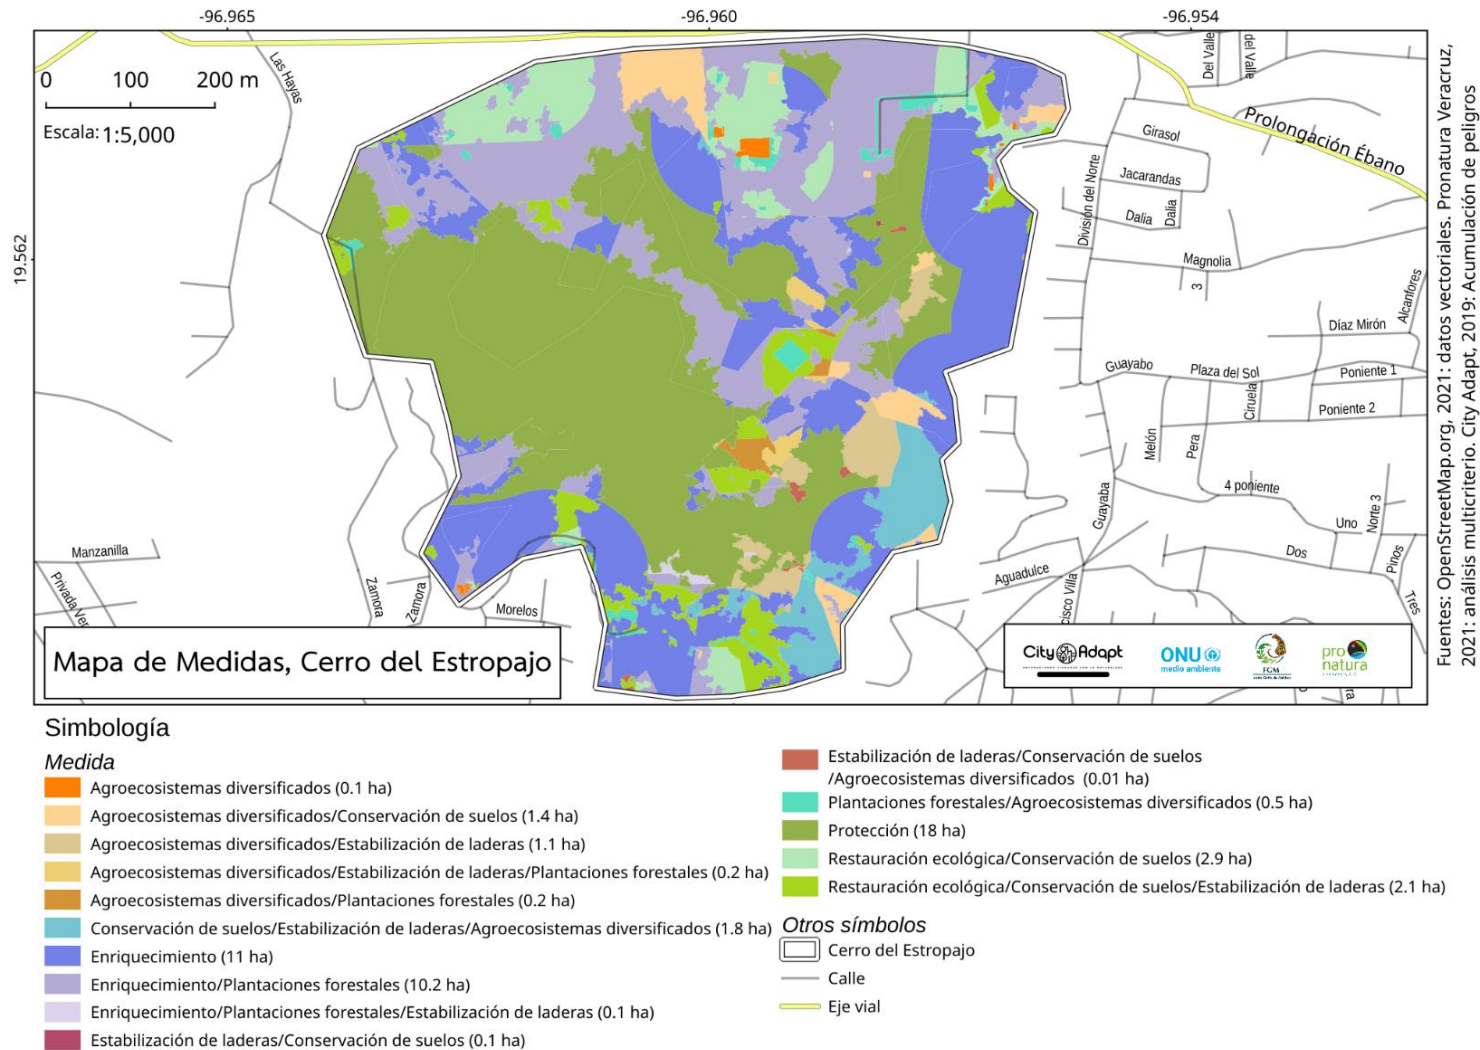 -96.965
-96.960
-96.954
19.562
0 100 200 m
Escala: 1:5,000
Las Hayas
Del Valle
del Valle
Prolongación Ébano
Girasol
Jacarandas
División del Norte
Dalia
Dalia
Magnolia
3
Alcanfores
Díaz Mirón
Guayabo
Plaza del Sol
Poniente 1
Ciruela
Poniente 2
Melón
Pera
4 poniente
Guayaba
Norte 3
Uno
Dos
Pinos
Aguadulce
Tres
cisco Villa
Manzanilla
Privada Ver
Zamora
Zamora
Morelos
Mapa de Medidas, Cerro del Estropajo
City Adapt
ONU
medio ambiente
FGM
pro
natura
Fuentes: OpenStreetMap.org, 2021: datos vectoriales. Pronatura Veracruz,
2021: análisis multicriterio. City Adapt, 2019: Acumulación de peligros
Simbología
Medida
Agroecosistemas diversificados (0.1 ha)
Agroecosistemas diversificados/Conservación de suelos (1.4 ha)
Agroecosistemas diversificados/Estabilización de laderas (1.1 ha)
Agroecosistemas diversificados/Estabilización de laderas/Plantaciones forestales (0.2 ha)
Agroecosistemas diversificados/Plantaciones forestales (0.2 ha)
Conservación de suelos/Estabilización de laderas/Agroecosistemas diversificados (1.8 ha)
Enriquecimiento (11 ha)
Enriquecimiento/Plantaciones forestales (10.2 ha)
Enriquecimiento/Plantaciones forestales/Estabilización de laderas (0.1 ha)
Estabilización de laderas/Conservación de suelos (0.1 ha)
Estabilización de laderas/Conservación de suelos
/Agroecosistemas diversificados (0.01 ha)
Plantaciones forestales/Agroecosistemas diversificados (0.5 ha)
Protección (18 ha)
Restauración ecológica/Conservación de suelos (2.9 ha)
Restauración ecológica/Conservación de suelos/Estabilización de laderas (2.1 ha)
Otros símbolos
Cerro del Estropajo
Calle
Eje vial